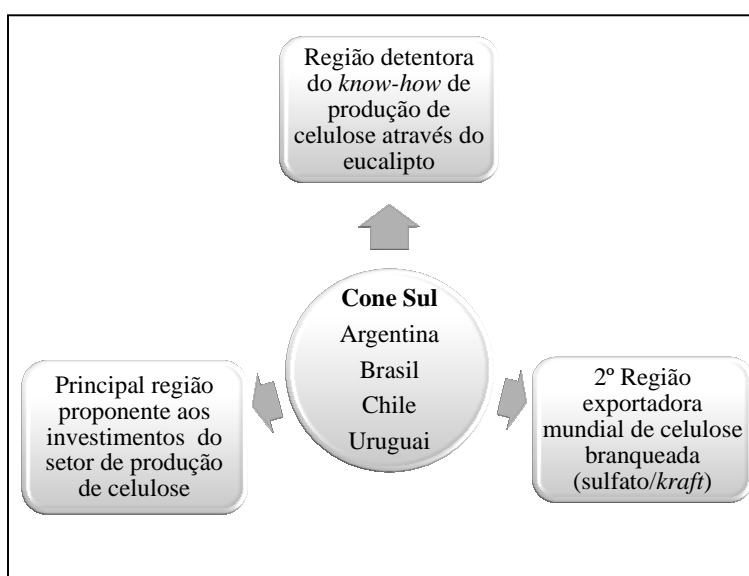 Região detentora
do know-how de
produção de
celulose através do
eucalipto
Cone Sul
Argentina
Brasil
Chile
Uruguai
Principal região
proponente aos
investimentos do
setor de produção
de celulose
2º Região
exportadora
mundial de celulose
branqueada
(sulfato/kraft)